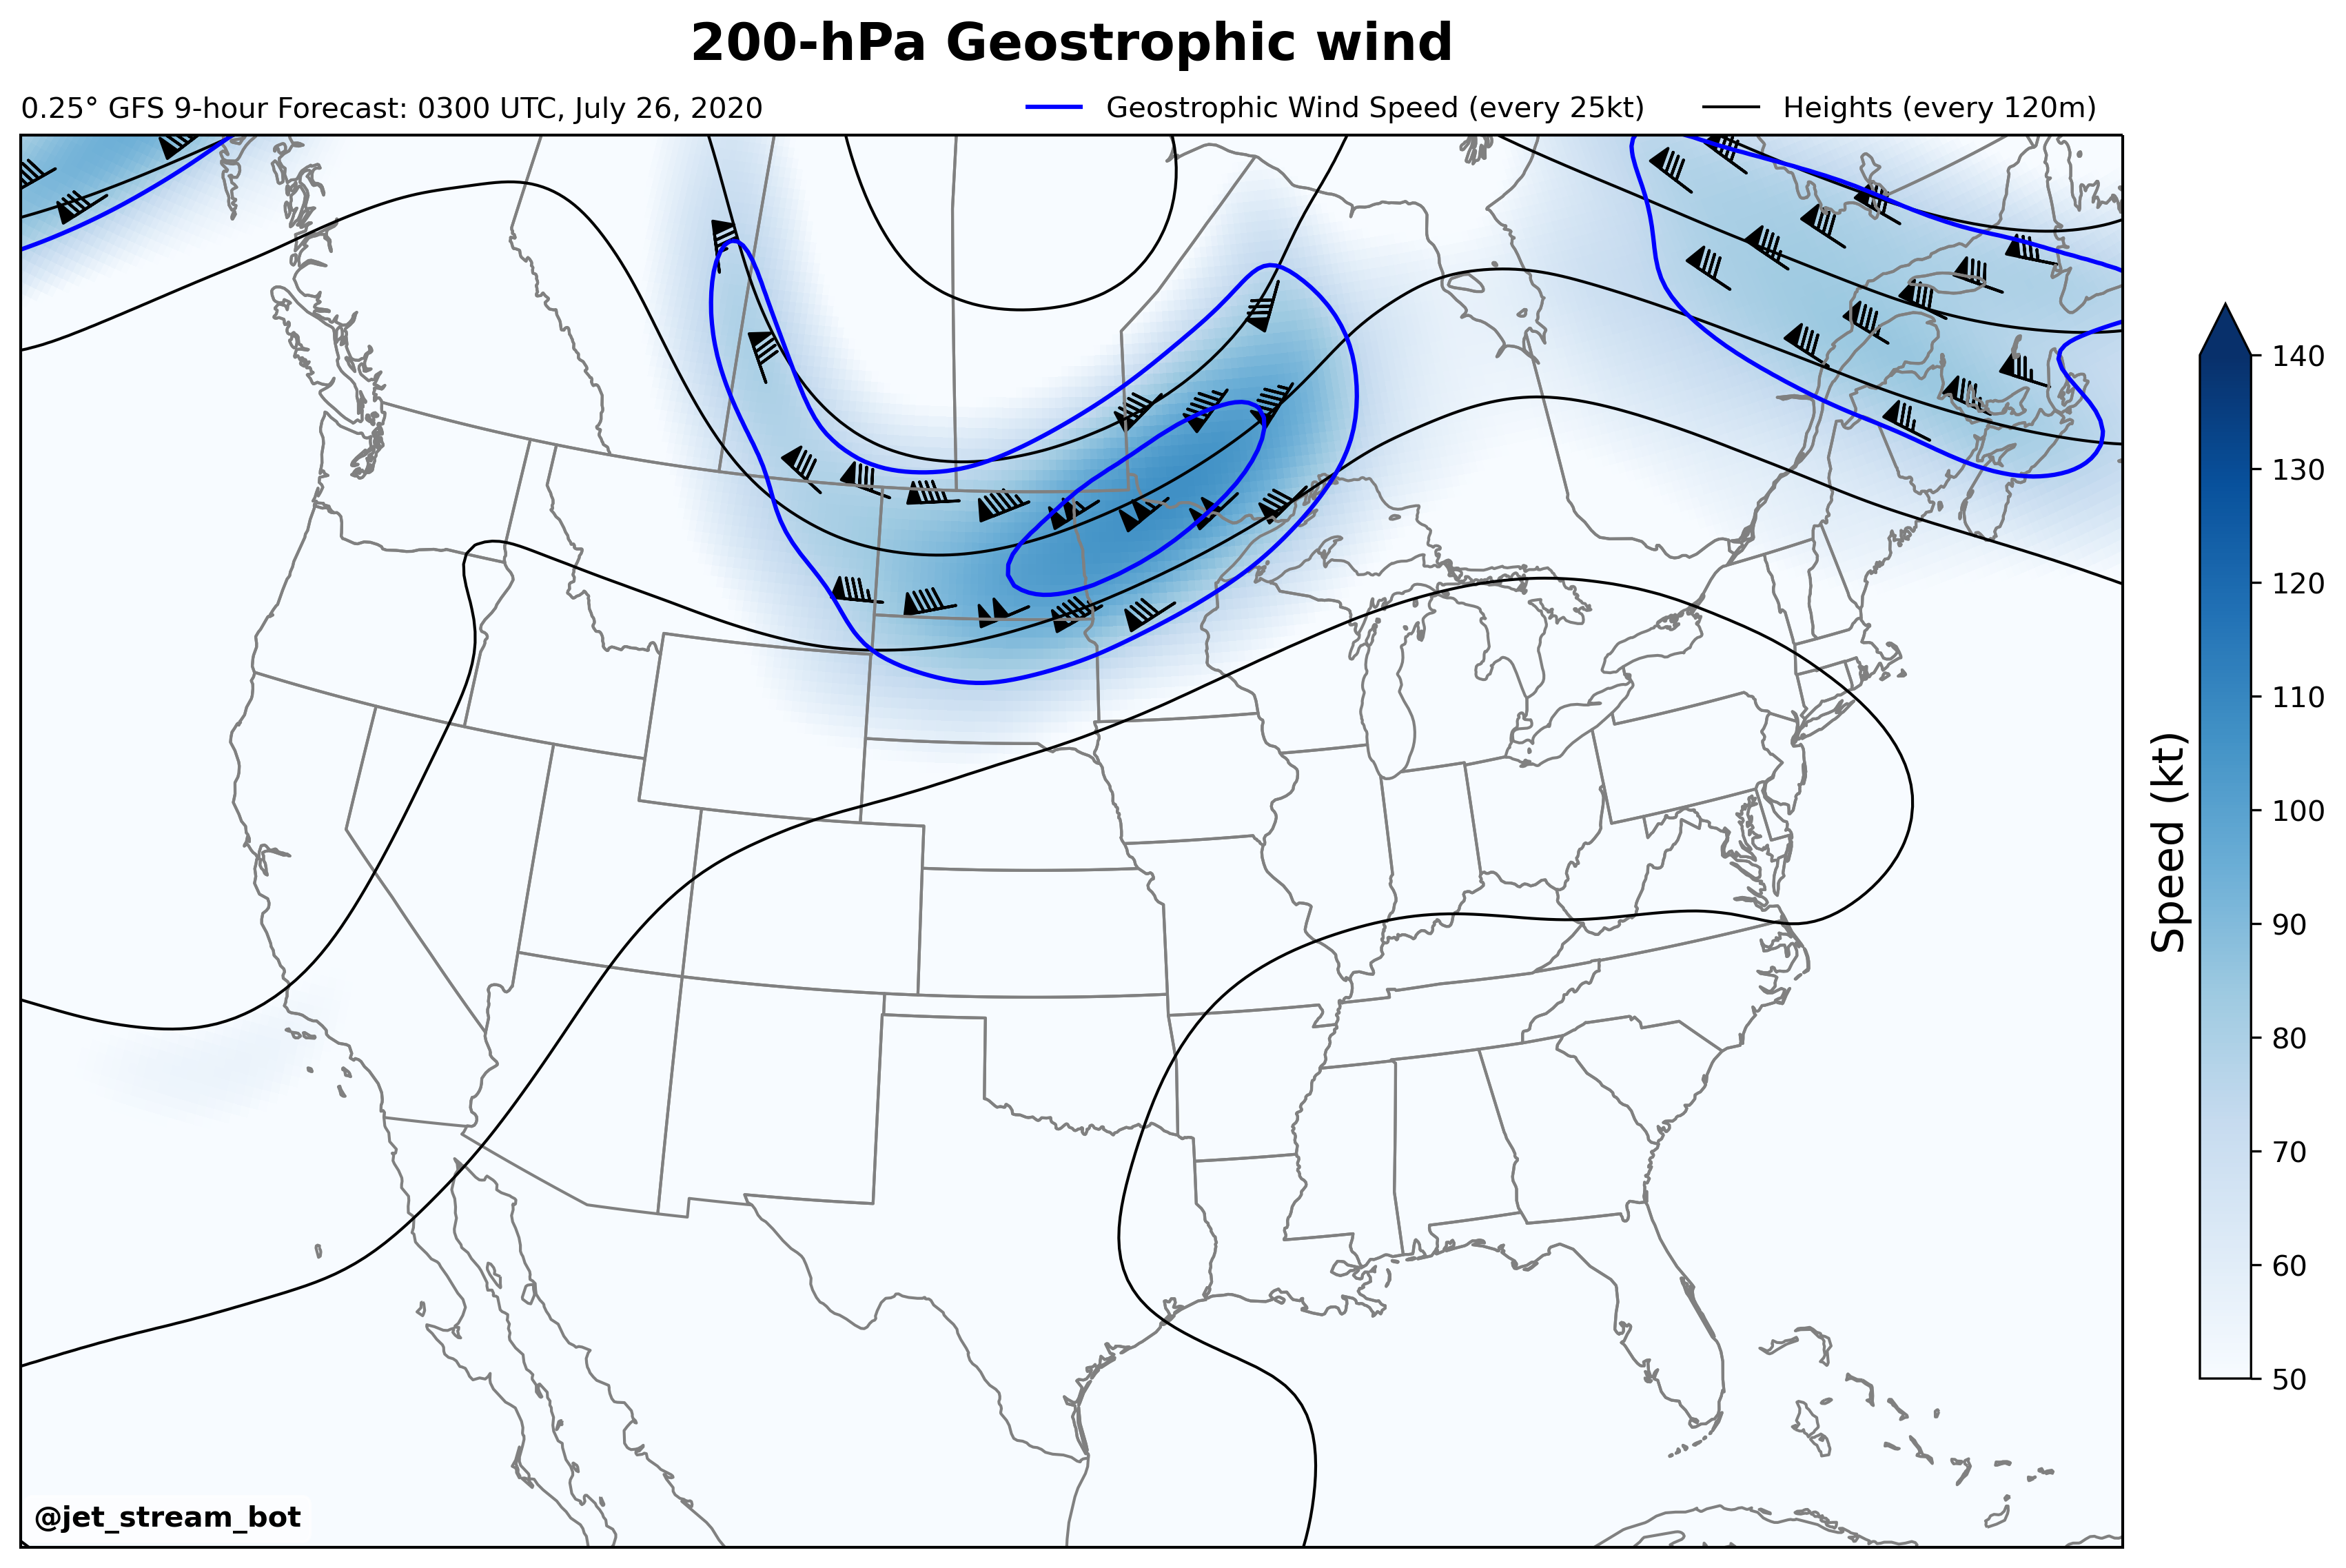 200-hPa Geostrophic wind
0.25° GFS 9-hour Forecast: 0300 UTC, July 26, 2020
Geostrophic Wind Speed (every 25kt)
Heights (every 120m)
140
130
120
110
100
90
80
70
60
50
Speed (kt)
@jet_stream_bot